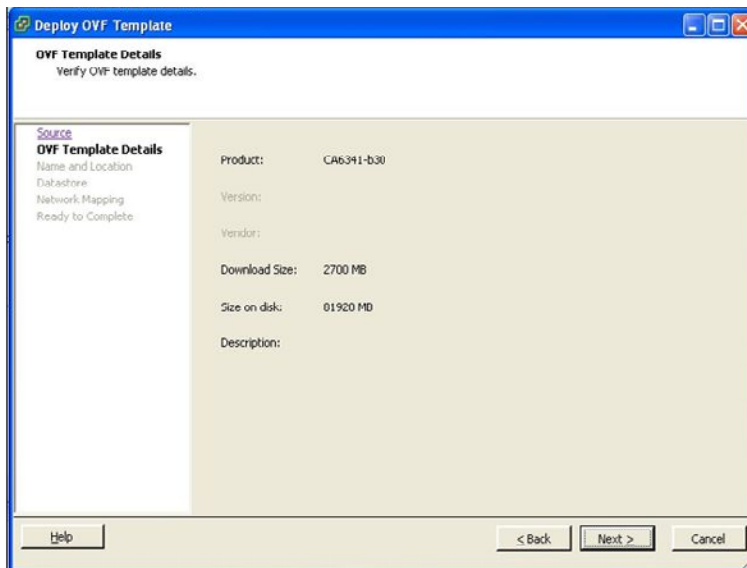 Deploy OVF Template
OVF Template Details
Verify OVF template details.
Source
OVF Template Details
Name and Location
Datastore
Network Mapping
Ready to Complete
Product: CA6341-b30
Version:
Vendor:
Download Size: 2700 MB
Size on disk: 81920 MB
Description:
Help
< Back
Next >
Cancel